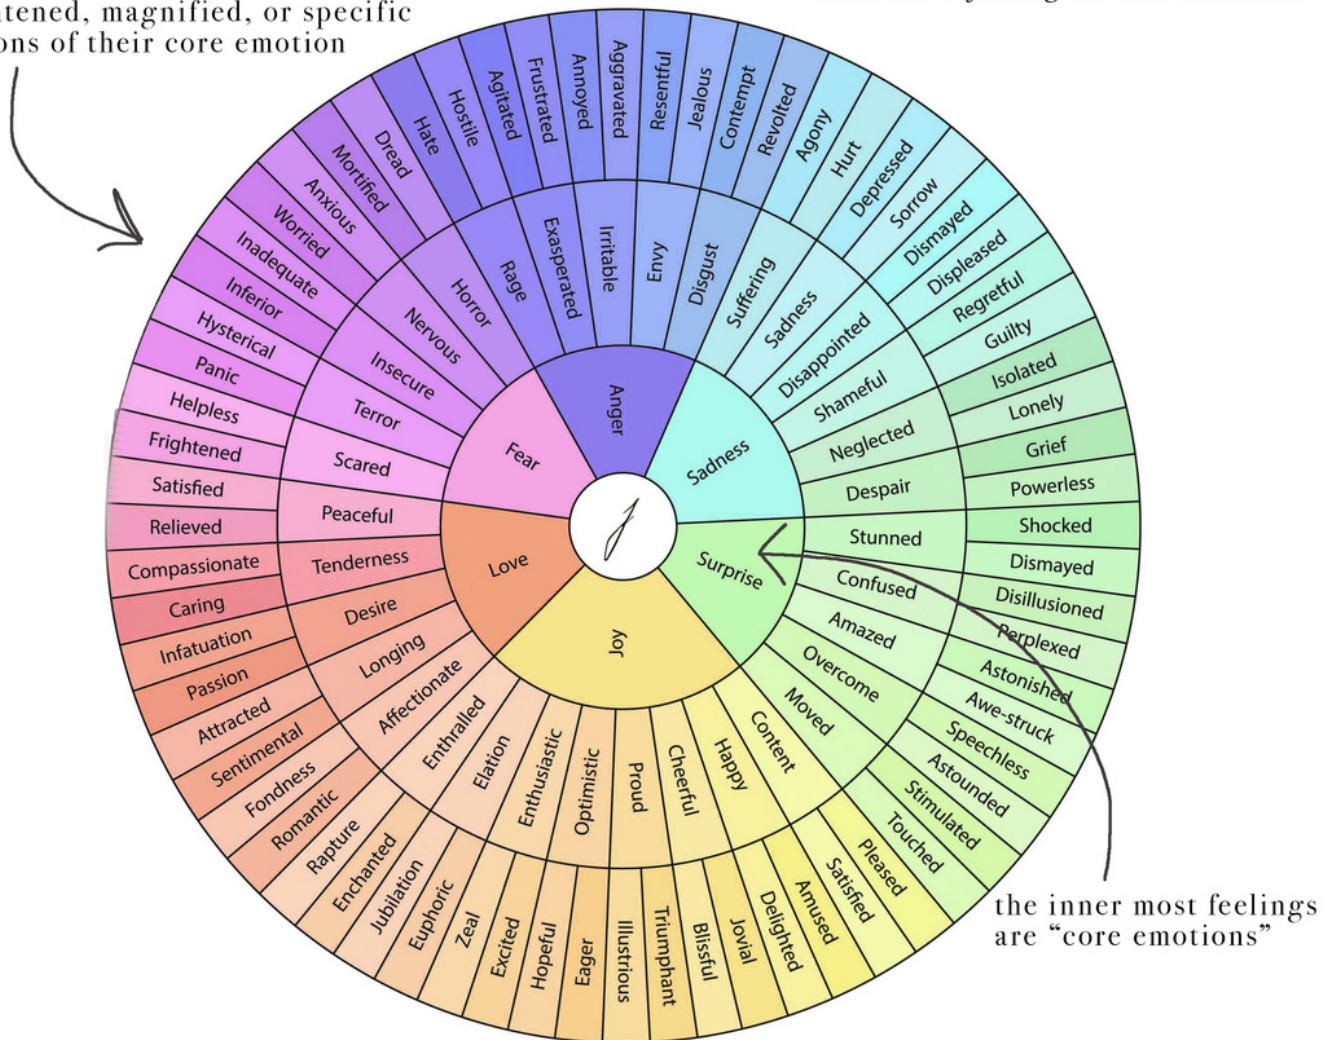 ons of their core emotion
Anger
Sadness
Surprise
Joy
Love
Fear
Rage
Exasperated
Irritable
Envy
Disgust
Suffering
Sadness
Disappointed
Shameful
Neglected
Despair
Stunned
Confused
Amazed
Overcome
Moved
Content
Happy
Cheerful
Proud
Optimistic
Enthusiastic
Elation
Enthralled
Affectionate
Longing
Desire
Tenderness
Peaceful
Scared
Terror
Insecure
Nervous
Horror
Hate
Hostile
Agitated
Frustrated
Annoyed
Aggravated
Resentful
Jealous
Contempt
Revolted
Agony
Hurt
Depressed
Sorrow
Dismayed
Displeased
Regretful
Guilty
Isolated
Lonely
Grief
Powerless
Shocked
Dismayed
Disillusioned
Perplexed
Astonished
Awe-struck
Speechless
Astounded
Stimulated
Touched
Pleased
Satisfied
Amused
Delighted
Jovial
Blissful
Triumphant
Illustrious
Eager
Hopeful
Excited
Zeal
Euphoric
Jubilation
Enchanted
Rapture
Romantic
Fondness
Sentimental
Attracted
Passion
Infatuation
Caring
Compassionate
Relieved
Satisfied
Frightened
Helpless
Panic
Hysterical
Inferior
Inadequate
Worried
Anxious
Mortified
Dread
tened, magnified, or specific
the inner most feelings
are “core emotions”